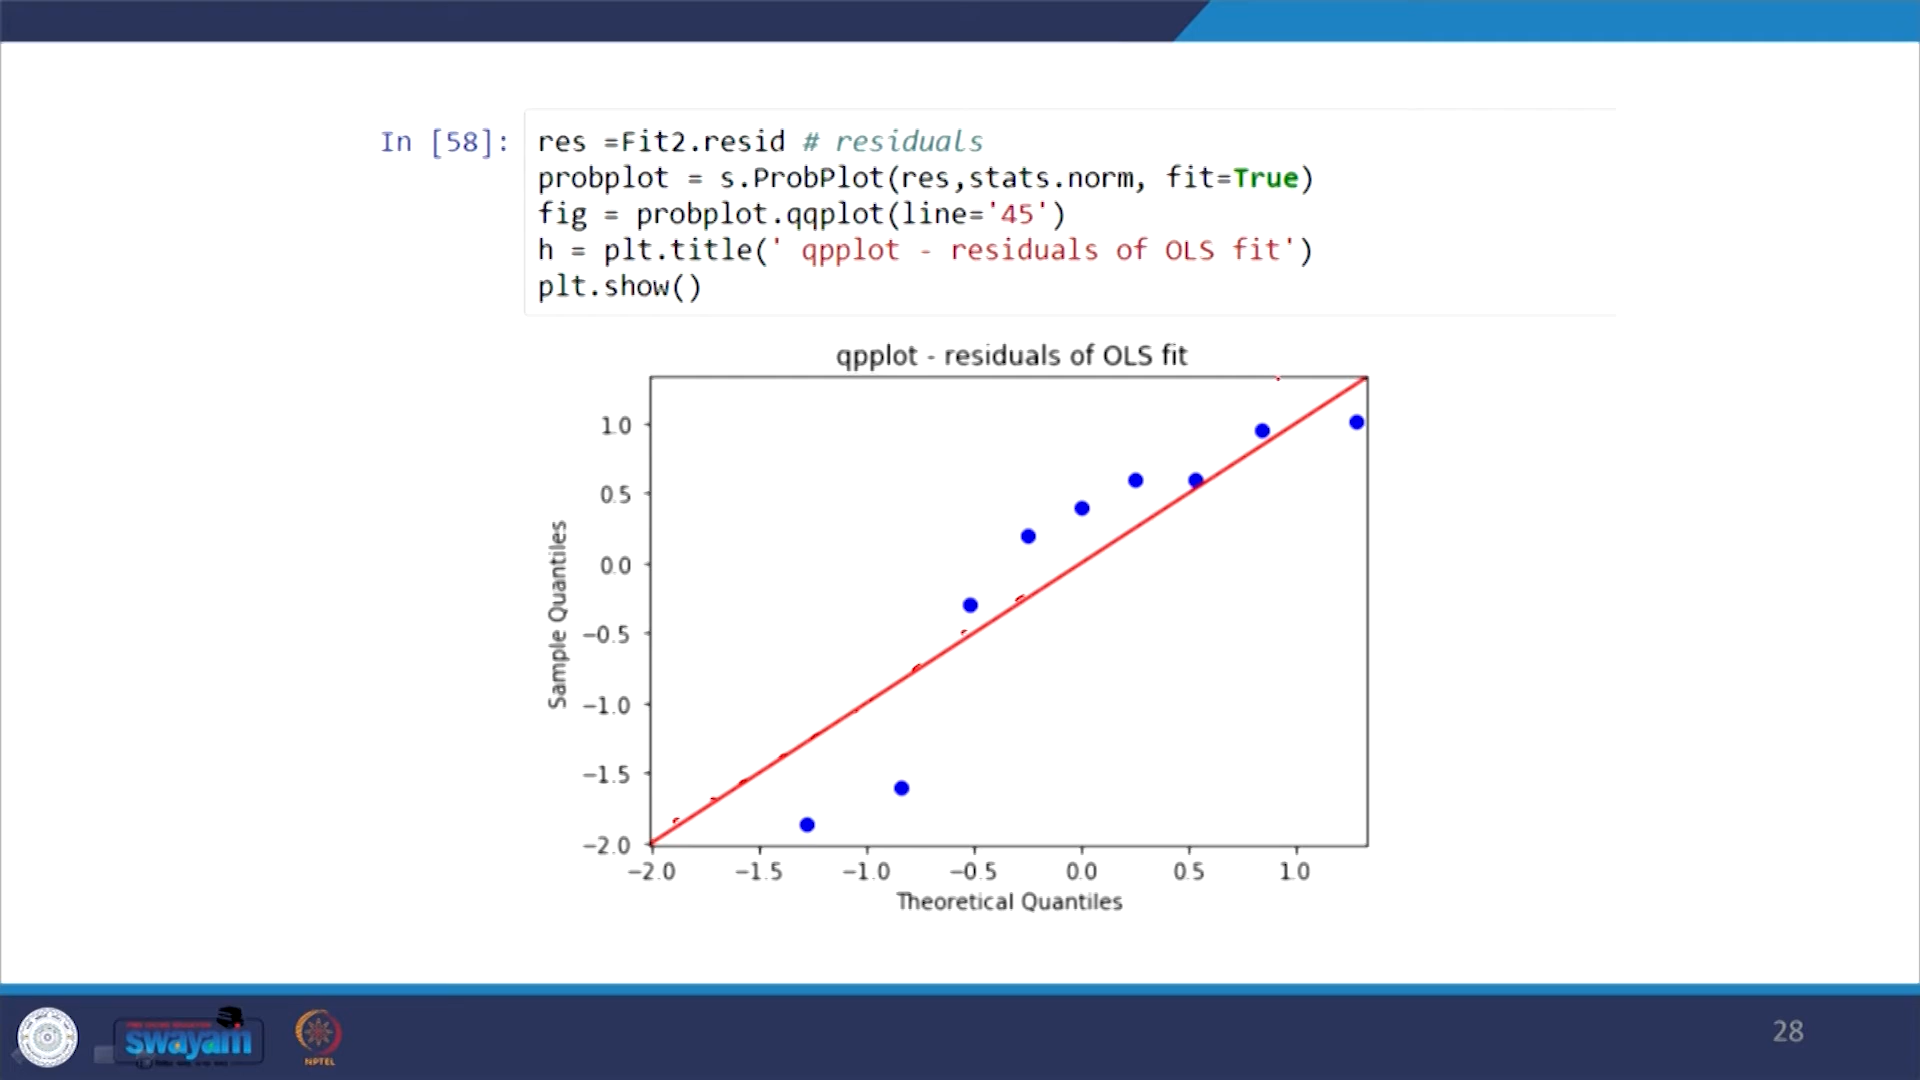 In [58]:
res =Fit2.resid # residuals
probplot = s.ProbPlot(res,stats.norm, fit=True)
fig = probplot.qqplot(line='45')
h = plt.title(' qpplot - residuals of OLS fit')
plt.show()
qpplot - residuals of OLS fit
1.0
0.5
0.0
−0.5
−1.0
−1.5
−2.0
Sample Quantiles
−2.0 −1.5 −1.0 −0.5 0.0 0.5 1.0
Theoretical Quantiles
swayam
NPTEL
28